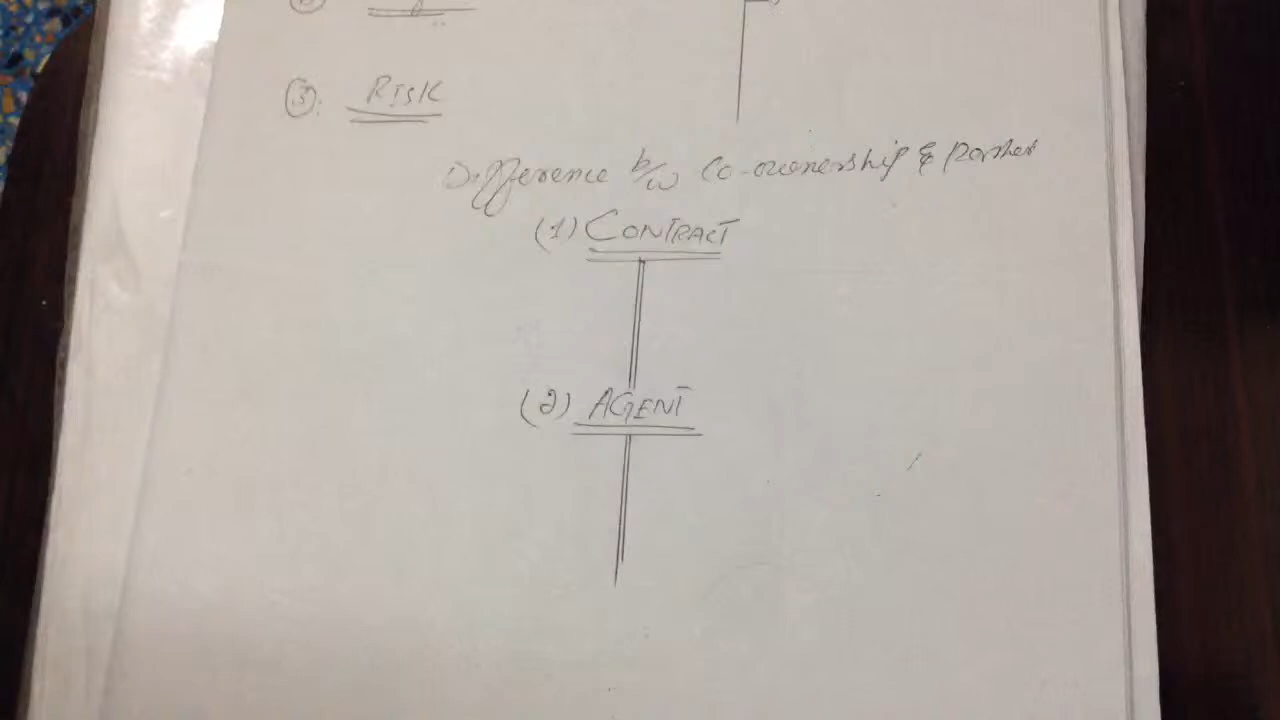 ③. RISK
Difference b/w Co-ownership & Partner
(1) CONTRACT
(2) AGENT